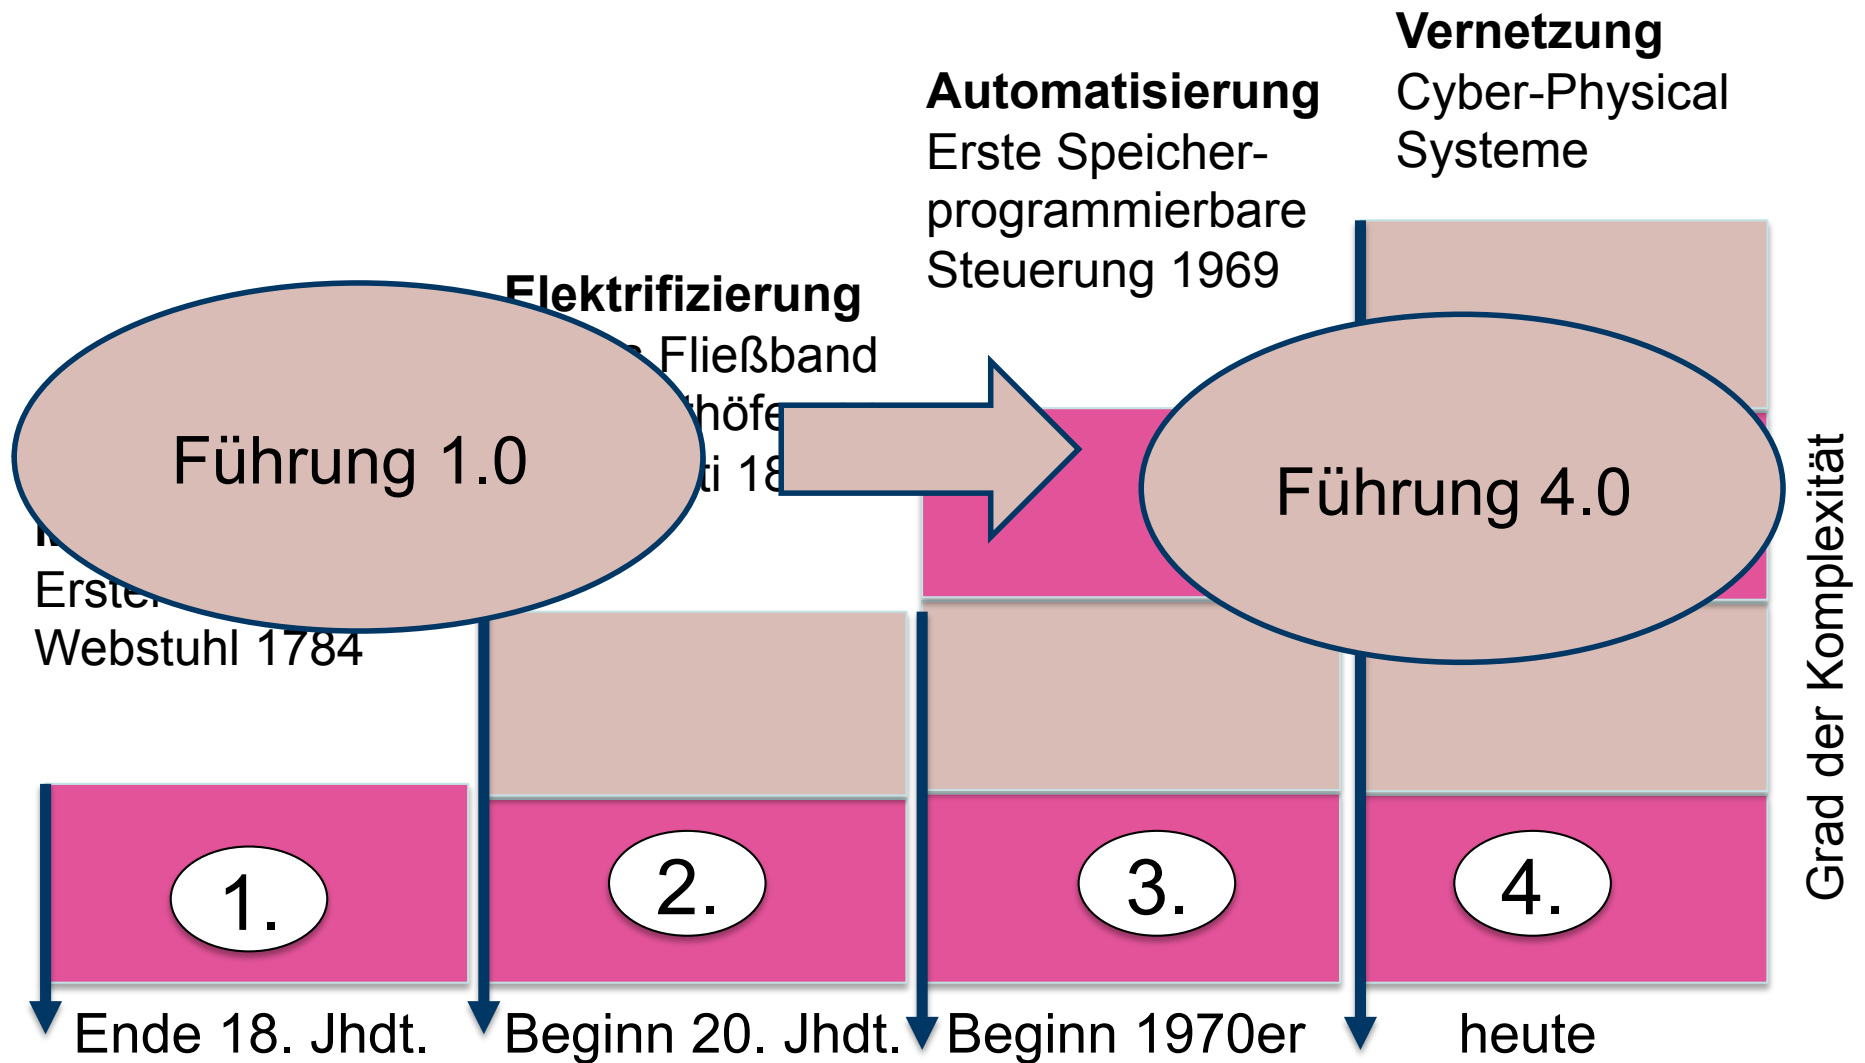 Vernetzung
Cyber-Physical
Systeme
Automatisierung
Erste Speicher-
programmierbare
Steuerung 1969
Elektrifizierung
Fließband
Webstuhl 1784
Führung 1.0
Führung 4.0
Grad der Komplexität
1.
2.
3.
4.
Ende 18. Jhdt.
Beginn 20. Jhdt.
Beginn 1970er
heute